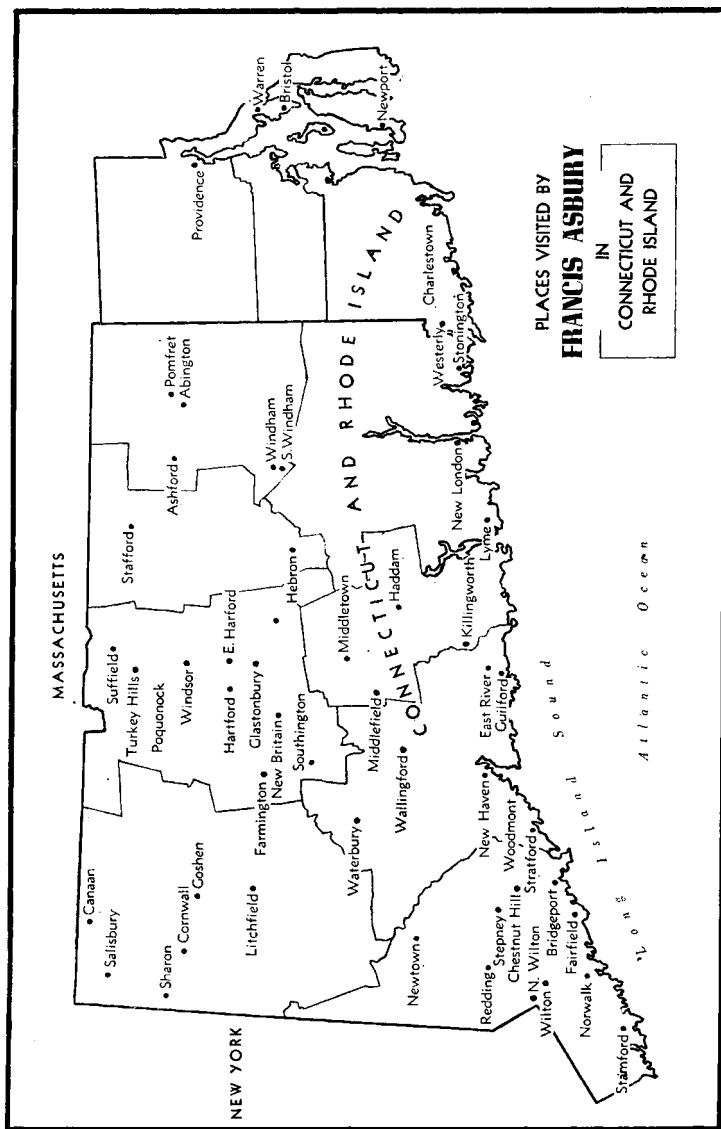 MASSACHUSETTS
NEW YORK
Canaan
Salisbury
Sharon
Cornwall
Goshen
Litchfield
Suffield
Turkey Hills
Poquonock
Windsor
Hartford
E. Harford
Glastonbury
Farmington
New Britain
Southington
Stafford
Ashford
Pomfret
Abington
Windham
S. Windham
Hebron
Providence
Warren
Bristol
Newport
CONNECTICUT AND RHODE ISLAND
Waterbury
Middlefield
Wallingford
Middletown
Haddam
Killingworth
Lyme
New London
Westerly
Stonington
Charlestown
Newtown
Redding
Stepney
Chestnut Hill
N. Wilton
Wilton
Norwalk
Stamford
Fairfield
Bridgeport
Stratford
Woodmont
New Haven
East River
Guilford
Long Island Sound
Atlantic Ocean
PLACES VISITED BY
FRANCIS ASBURY
IN
CONNECTICUT AND
RHODE ISLAND